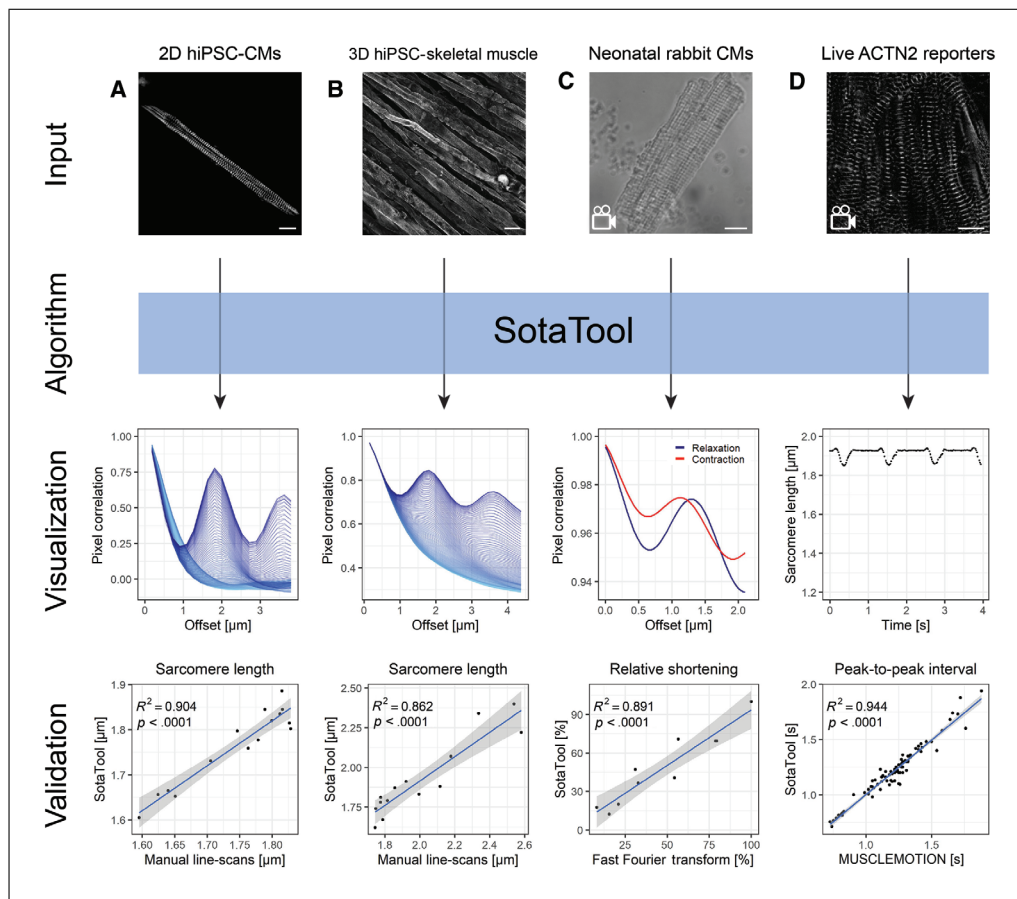 2D hiPSC-CMs
3D hiPSC-skeletal muscle
Neonatal rabbit CMs
Live ACTN2 reporters
Input
A
B
C
D
Algorithm
SotaTool
Visualization
Pixel correlation
1.00
0.75
0.50
0.25
0.00
0 1 2 3
Offset [µm]
Pixel correlation
1.0
0.8
0.6
0.4
0 1 2 3 4
Offset [µm]
Pixel correlation
1.00
0.98
0.96
0.94
Relaxation
Contraction
0.0 0.5 1.0 1.5 2.0
Offset [µm]
Sarcomere length [µm]
2.0
1.8
1.6
1.4
1.2
0 1 2 3 4
Time [s]
Validation
Sarcomere length
SotaTool [µm]
1.9
1.8
1.7
1.6
R² = 0.904
p < .0001
1.60 1.65 1.70 1.75 1.80
Manual line-scans [µm]
Sarcomere length
SotaTool [µm]
2.50
2.25
2.00
1.75
R² = 0.862
p < .0001
1.8 2.0 2.2 2.4 2.6
Manual line-scans [µm]
Relative shortening
SotaTool [%]
90
60
30
0
R² = 0.891
p < .0001
25 50 75 100
Fast Fourier transform [%]
Peak-to-peak interval
SotaTool [s]
2.0
1.5
1.0
R² = 0.944
p < .0001
1.0 1.5
MUSCLEMOTION [s]